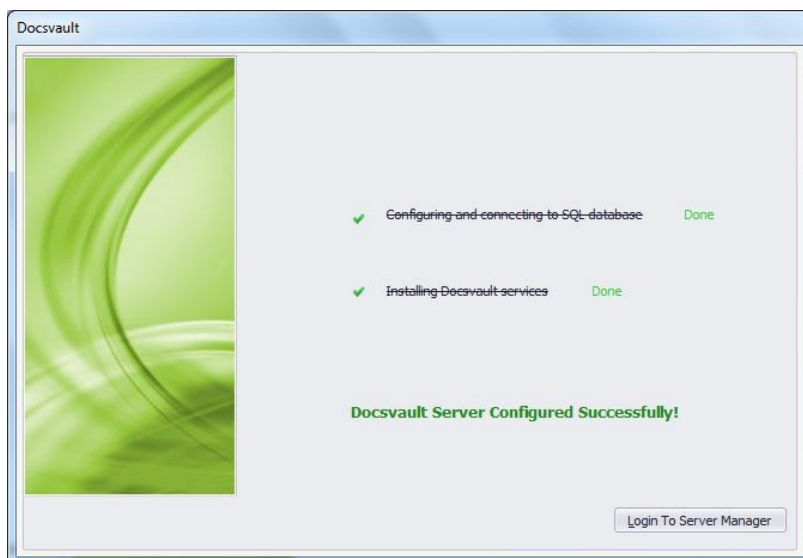 Docsvault
Configuring and connecting to SQL database Done
Installing Docsvault services Done
Docsvault Server Configured Successfully!
Login To Server Manager